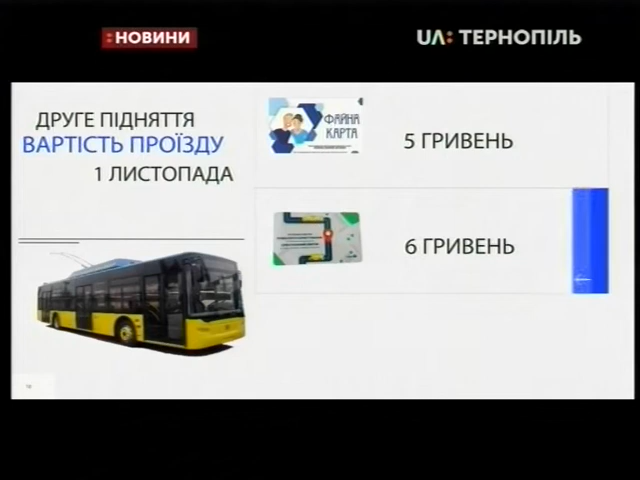 :НОВИНИ
UA: ТЕРНОПІЛЬ
ДРУГЕ ПІДНЯТТЯ
ВАРТІСТЬ ПРОЇЗДУ
1 ЛИСТОПАДА
ФАЙНА
КАРТА
5 ГРИВЕНЬ
6 ГРИВЕНЬ